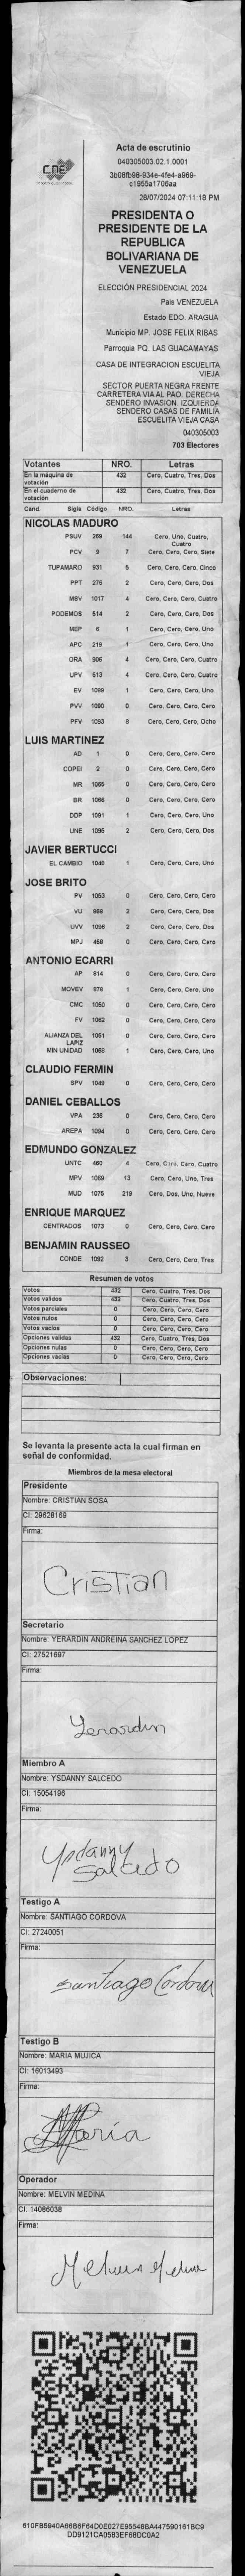 CNE
Acta de escrutinio
040305003.02.1.0001
3b08fb98-934e-4fe4-a969-
c1955a1706aa
28/07/2024 07:11:18 PM
PRESIDENTA O
PRESIDENTE DE LA
REPUBLICA
BOLIVARIANA DE
VENEZUELA
ELECCIÓN PRESIDENCIAL 2024
Pais VENEZUELA
Estado EDO. ARAGUA
Municipio MP. JOSE FELIX RIBAS
Parroquia PQ. LAS GUACAMAYAS
CASA DE INTEGRACION ESCUELITA
VIEJA
SECTOR PUERTA NEGRA FRENTE
CARRETERA VIA AL PAO. DERECHA
SENDERO INVASION. IZQUIERDA
SENDERO CASAS DE FAMILIA
ESCUELITA VIEJA CASA
040305003
703 Electores
Votantes NRO. Letras
En la máquina de votación 432 Cero, Cuatro, Tres, Dos
En el cuaderno de votación 432 Cero, Cuatro, Tres, Dos
Cand. Sigla Código NRO. Letras
NICOLAS MADURO
PSUV 269 144 Cero, Uno, Cuatro, Cuatro
PCV 9 7 Cero, Cero, Cero, Siete
TUPAMARO 931 5 Cero, Cero, Cero, Cinco
PPT 275 2 Cero, Cero, Cero, Dos
MSV 1017 4 Cero, Cero, Cero, Cuatro
PODEMOS 514 2 Cero, Cero, Cero, Dos
MEP 6 1 Cero, Cero, Cero, Uno
APC 219 1 Cero, Cero, Cero, Uno
ORA 906 4 Cero, Cero, Cero, Cuatro
UPV 513 4 Cero, Cero, Cero, Cuatro
EV 1089 1 Cero, Cero, Cero, Uno
PVV 1090 0 Cero, Cero, Cero, Cero
PFV 1093 8 Cero, Cero, Cero, Ocho
LUIS MARTINEZ
AD 1 0 Cero, Cero, Cero, Cero
COPEI 2 0 Cero, Cero, Cero, Cero
MR 1065 0 Cero, Cero, Cero, Cero
BR 1066 0 Cero, Cero, Cero, Cero
DDP 1091 1 Cero, Cero, Cero, Uno
UNE 1095 2 Cero, Cero, Cero, Dos
JAVIER BERTUCCI
EL CAMBIO 1048 1 Cero, Cero, Cero, Uno
JOSE BRITO
PV 1053 0 Cero, Cero, Cero, Cero
VU 868 2 Cero, Cero, Cero, Dos
UVV 1096 2 Cero, Cero, Cero, Dos
MPJ 468 0 Cero, Cero, Cero, Cero
ANTONIO ECARRI
AP 614 0 Cero, Cero, Cero, Cero
MOVEV 679 1 Cero, Cero, Cero, Uno
CMC 1050 0 Cero, Cero, Cero, Cero
FV 1062 0 Cero, Cero, Cero, Cero
ALIANZA DEL LAPIZ 1051 0 Cero, Cero, Cero, Cero
MIN UNIDAD 1069 1 Cero, Cero, Cero, Uno
CLAUDIO FERMIN
SPV 1049 0 Cero, Cero, Cero, Cero
DANIEL CEBALLOS
VPA 236 0 Cero, Cero, Cero, Cero
AREPA 1094 0 Cero, Cero, Cero, Cero
EDMUNDO GONZALEZ
UNTC 460 4 Cero, Cero, Cero, Cuatro
MPV 1069 13 Cero, Cero, Uno, Tres
MUD 1075 219 Cero, Dos, Uno, Nueve
ENRIQUE MARQUEZ
CENTRADOS 1073 0 Cero, Cero, Cero, Cero
BENJAMIN RAUSSEO
CONDE 1092 3 Cero, Cero, Cero, Tres
Resumen de votos
Votos 432 Cero, Cuatro, Tres, Dos
Votos validos 432 Cero, Cuatro, Tres, Dos
Votos parciales 0 Cero, Cero, Cero, Cero
Votos nulos 0 Cero, Cero, Cero, Cero
Votos vacios 0 Cero, Cero, Cero, Cero
Opciones validas 432 Cero, Cuatro, Tres, Dos
Opciones nulas 0 Cero, Cero, Cero, Cero
Opciones vacias 0 Cero, Cero, Cero, Cero
Observaciones:
Se levanta la presente acta la cual firman en
señal de conformidad.
Miembros de la mesa electoral
Presidente
Nombre: CRISTIAN SOSA
CI: 29628169
Firma:
Cristian
Secretario
Nombre: YERARDIN ANDREINA SANCHEZ LOPEZ
CI: 27521697
Firma:
Yerardin
Miembro A
Nombre: YSDANNY SALCEDO
CI: 15054196
Firma:
Ysdanny
Salcedo
Testigo A
Nombre: SANTIAGO CORDOVA
CI: 27240051
Firma:
Santiago Cordova
Testigo B
Nombre: MARIA MUJICA
CI: 16013493
Firma:
María
Operador
Nombre: MELVIN MEDINA
CI: 14086038
Firma:
Melvin Medina
610FB5940A66B6F64D0E027E95548BA447590161BC9
DD9121CA05B3EF68DC0A2